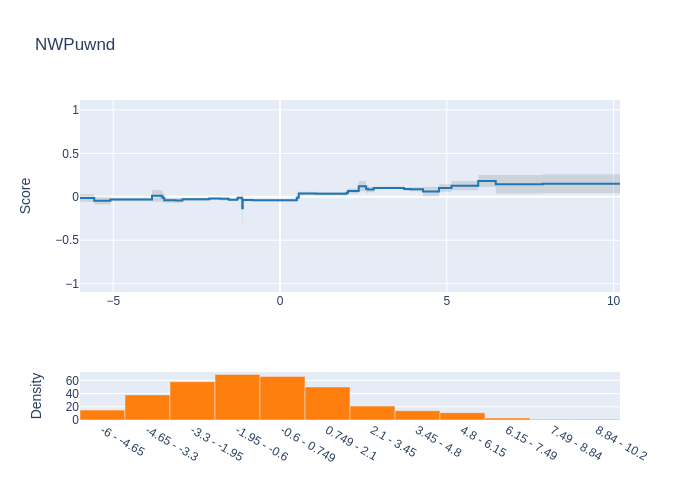 NWPuwnd
1
0.5
0
−0.5
−1
Score
−5
0
5
10
60
40
20
0
Density
-6 - -4.65
-4.65 - -3.3
-3.3 - -1.95
-1.95 - -0.6
-0.6 - 0.749
0.749 - 2.1
2.1 - 3.45
3.45 - 4.8
4.8 - 6.15
6.15 - 7.49
7.49 - 8.84
8.84 - 10.2